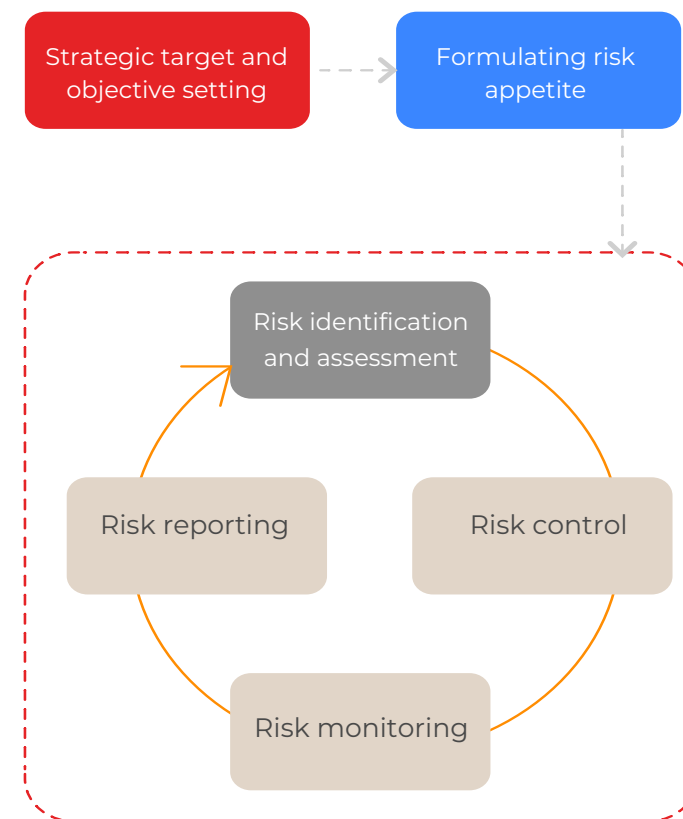 Strategic target and
objective setting
Formulating risk
appetite
Risk identification
and assessment
Risk reporting
Risk control
Risk monitoring